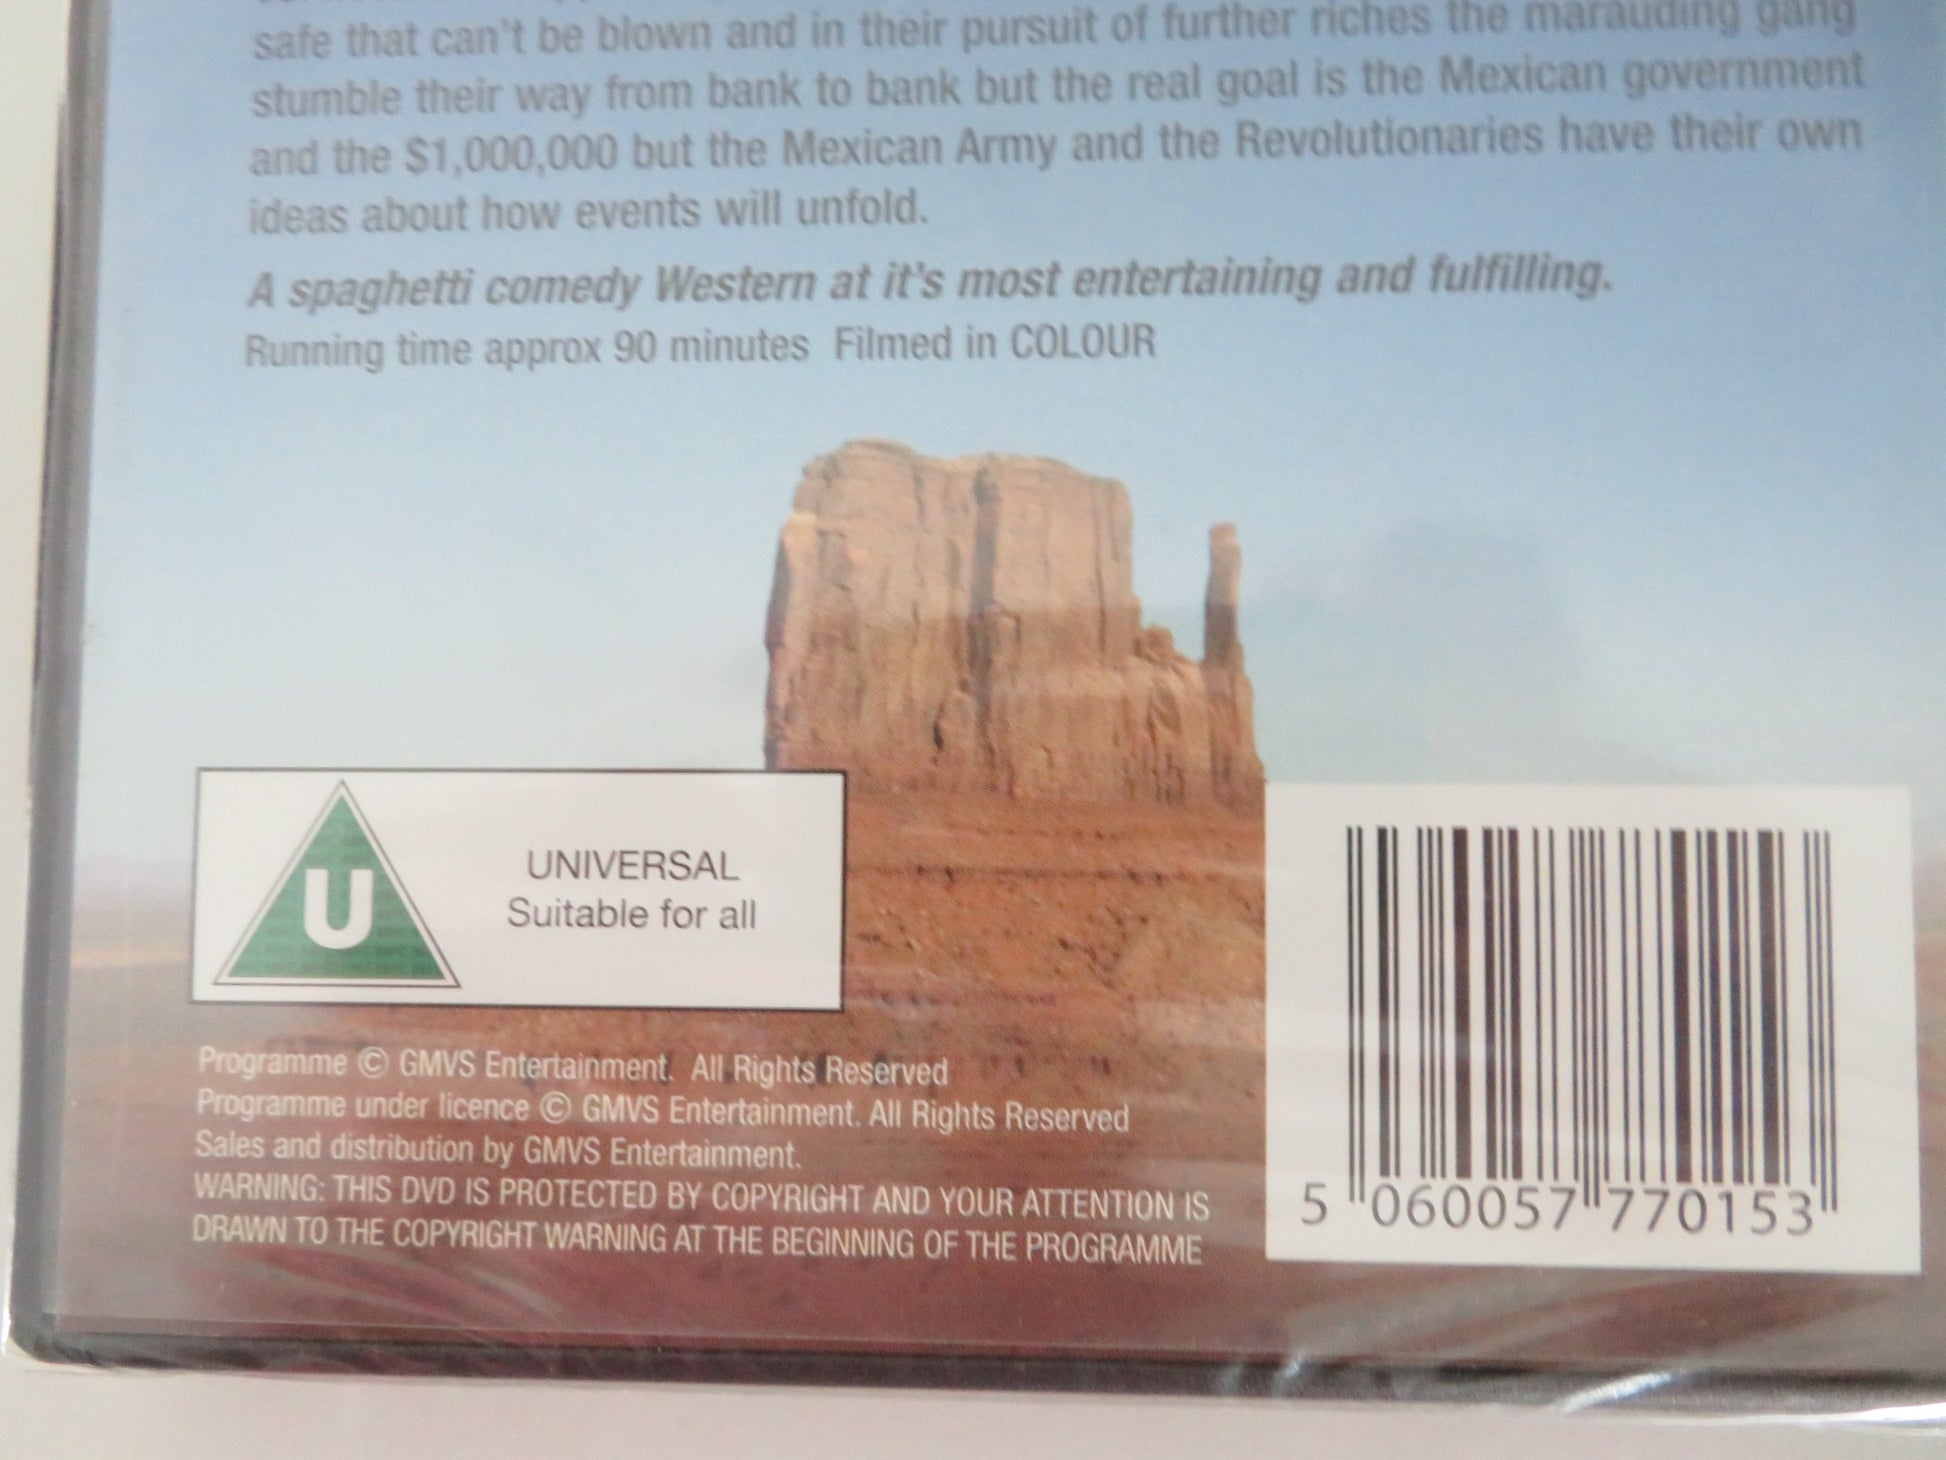 safe that can't be blown and in their pursuit of further riches the marauding gang
stumble their way from bank to bank but the real goal is the Mexican government
and the $1,000,000 but the Mexican Army and the Revolutionaries have their own
ideas about how events will unfold.
A spaghetti comedy Western at it's most entertaining and fulfilling.
Running time approx 90 minutes Filmed in COLOUR
U
UNIVERSAL
Suitable for all
Programme © GMVS Entertainment. All Rights Reserved
Programme under licence © GMVS Entertainment. All Rights Reserved
Sales and distribution by GMVS Entertainment.
WARNING: THIS DVD IS PROTECTED BY COPYRIGHT AND YOUR ATTENTION IS
DRAWN TO THE COPYRIGHT WARNING AT THE BEGINNING OF THE PROGRAMME
5 060057 770153